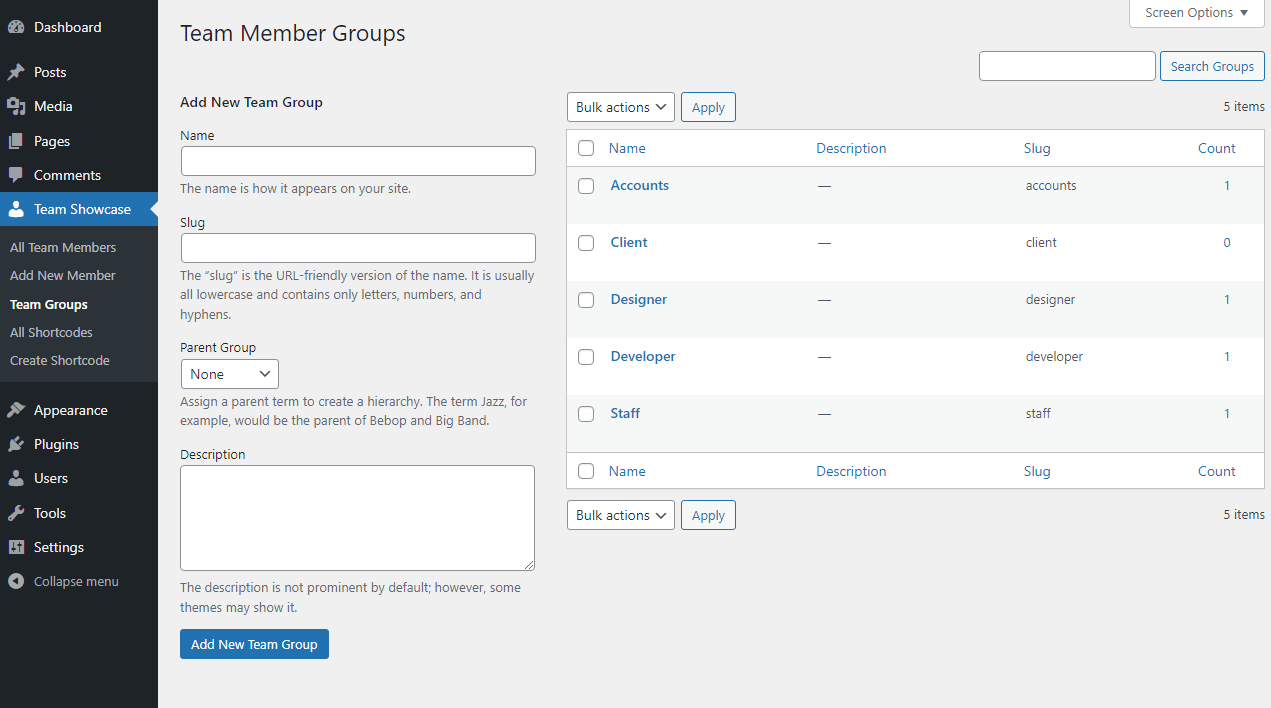 Dashboard
Posts
Media
Pages
Comments
Team Showcase
All Team Members
Add New Member
Team Groups
All Shortcodes
Create Shortcode
Appearance
Plugins
Users
Tools
Settings
Collapse menu
Screen Options
Team Member Groups
Search Groups
Add New Team Group
Name
The name is how it appears on your site.
Slug
The “slug” is the URL-friendly version of the name. It is usually
all lowercase and contains only letters, numbers, and
hyphens.
Parent Group
None
Assign a parent term to create a hierarchy. The term Jazz, for
example, would be the parent of Bebop and Big Band.
Description
The description is not prominent by default; however, some
themes may show it.
Add New Team Group
Bulk actions Apply 5 items
Name Description Slug Count
Accounts — accounts 1
Client — client 0
Designer — designer 1
Developer — developer 1
Staff — staff 1
Name Description Slug Count
Bulk actions Apply 5 items